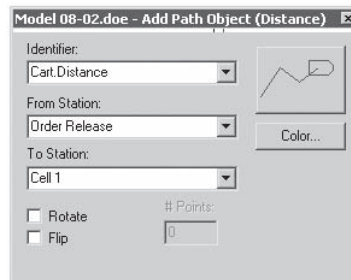 Model 08-02.doe - Add Path Object (Distance)
Identifier:
Cart.Distance
From Station:
Order Release
Color...
To Station:
Cell 1
Rotate
# Points:
Flip
0